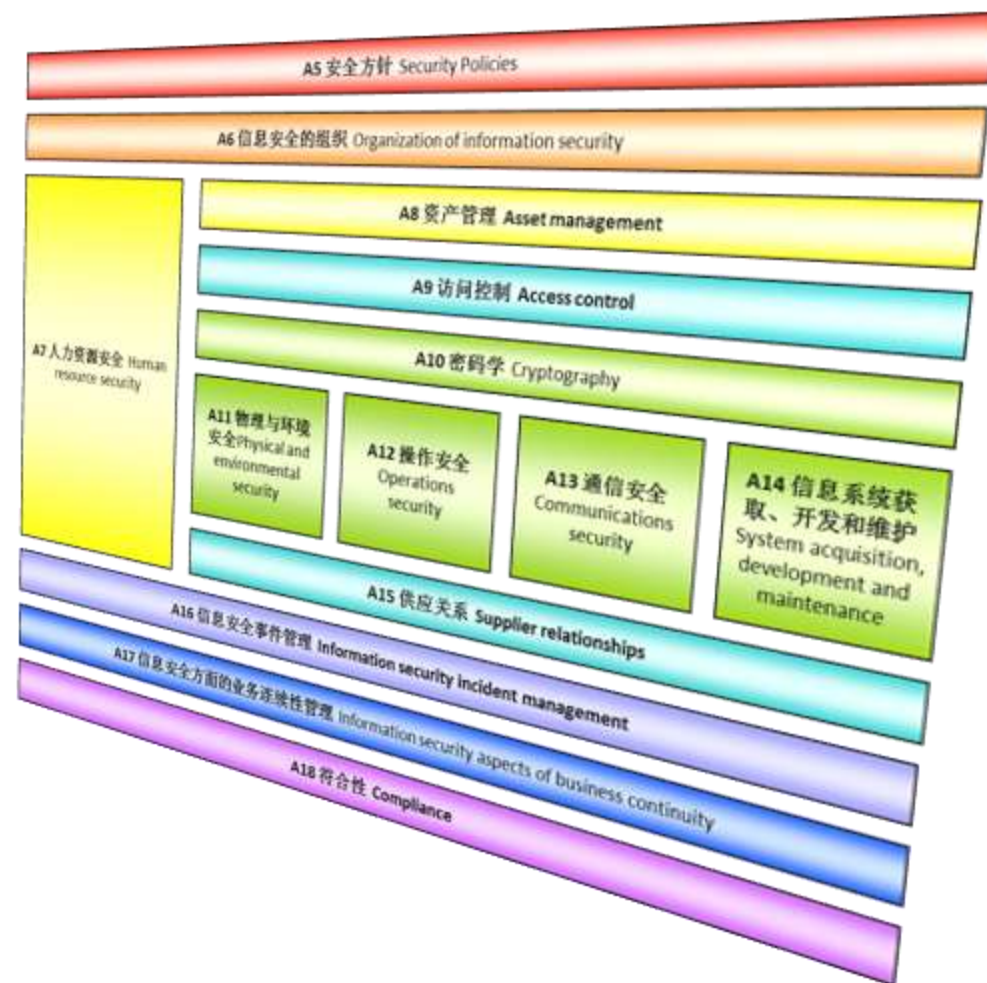 A5 安全方针 Security Policies
A6 信息安全的组织 Organization of information security
A8 资产管理 Asset management
A9 访问控制 Access control
A10 密码学 Cryptography
A7 人力资源安全 Human
resource security
A11 物理与环境
安全Physical and
environmental
security
A12 操作安全
Operations
security
A13 通信安全
Communications
security
A14 信息系统获
取、开发和维护
System acquisition,
development and
maintenance
A15 供应关系 Supplier relationships
A16 信息安全事件管理 Information security incident management
A17 信息安全方面的业务连续性管理 Information security aspects of business continuity
A18 符合性 Compliance